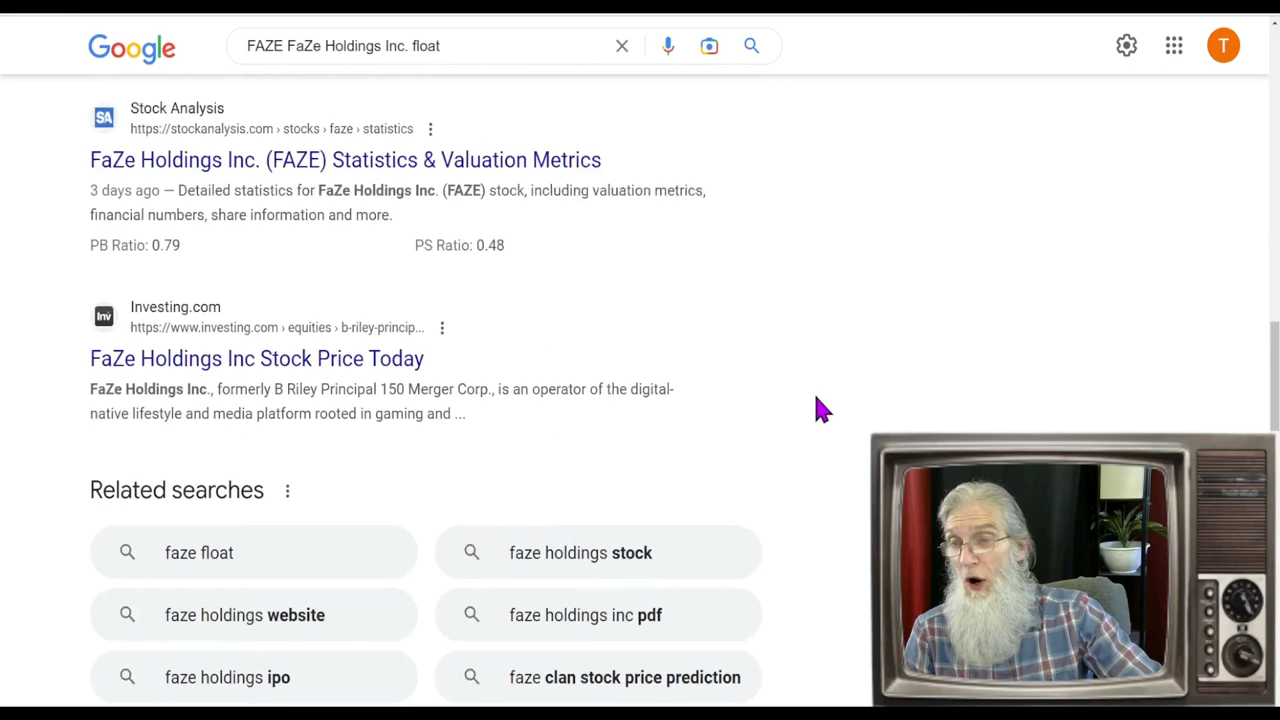 Google
FAZE FaZe Holdings Inc. float
T
SA
Stock Analysis
https://stockanalysis.com › stocks › faze › statistics
FaZe Holdings Inc. (FAZE) Statistics & Valuation Metrics
3 days ago — Detailed statistics for FaZe Holdings Inc. (FAZE) stock, including valuation metrics,
financial numbers, share information and more.
PB Ratio: 0.79 PS Ratio: 0.48
Inv
Investing.com
https://www.investing.com › equities › b-riley-princip...
FaZe Holdings Inc Stock Price Today
FaZe Holdings Inc., formerly B Riley Principal 150 Merger Corp., is an operator of the digital-
native lifestyle and media platform rooted in gaming and ...
Related searches
faze float
faze holdings stock
faze holdings website
faze holdings inc pdf
faze holdings ipo
faze clan stock price prediction